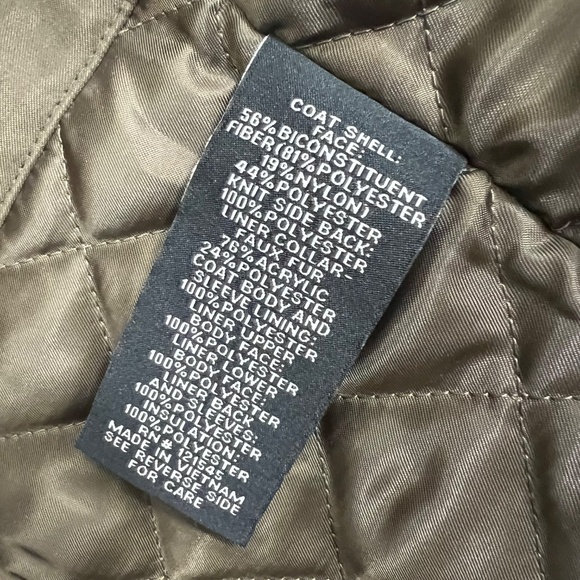 COAT SHELL:
FACE:
56% BICONSTITUENT
FIBER(81% POLYESTER
19% NYLON)
44% POLYESTER
KNIT SIDE BACK:
100% POLYESTER
LINER COLLAR-
FAUX FUR
76% ACRYLIC
24% POLYESTER
COAT BODY AND
SLEEVE LINING:
100% POLYESTER
LINER UPPER
BODY FACE:
100% POLYESTER
LINER LOWER
BODY FACE:
100% POLYESTER
LINER BACK
AND SLEEVES:
100% POLYESTER
INSULATION:
100% POLYESTER
RN# 121545
MADE IN VIETNAM
SEE REVERSE SIDE
FOR CARE